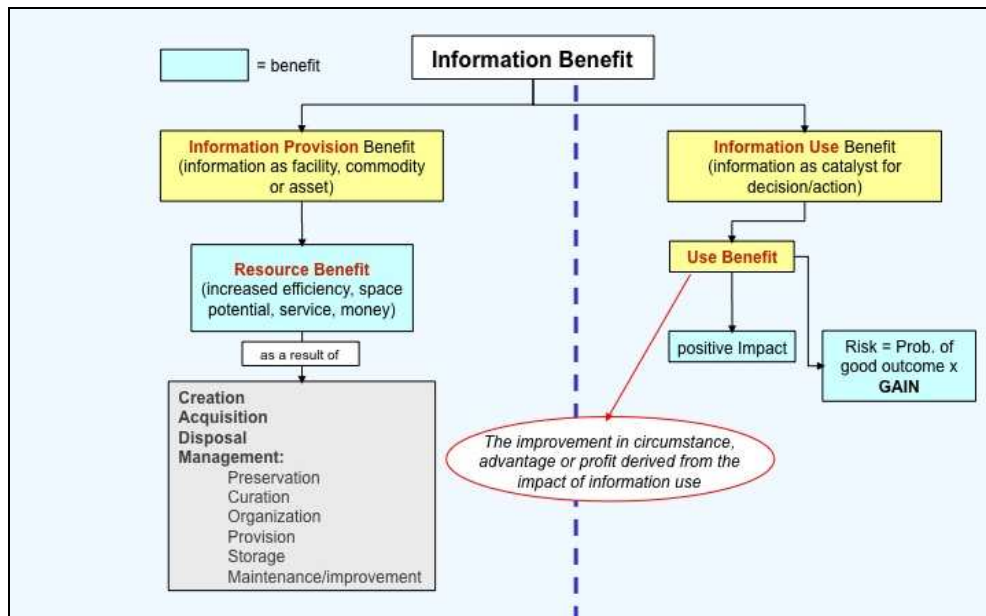 = benefit
Information Benefit
Information Provision Benefit
(information as facility, commodity
or asset)
Information Use Benefit
(information as catalyst for
decision/action)
Resource Benefit
(increased efficiency, space
potential, service, money)
Use Benefit
as a result of
positive Impact
Risk = Prob. of
good outcome x
GAIN
Creation
Acquisition
Disposal
Management:
Preservation
Curation
Organization
Provision
Storage
Maintenance/improvement
The improvement in circumstance,
advantage or profit derived from the
impact of information use